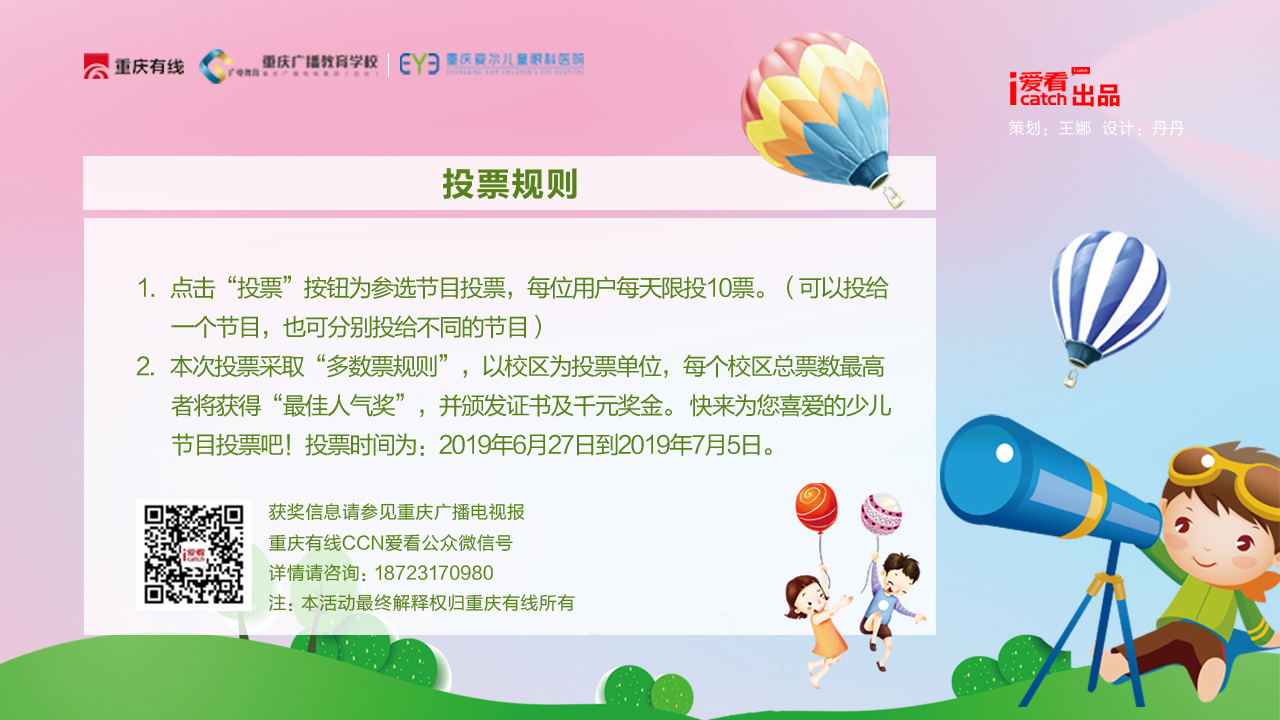 重庆有线
重庆广播教育学校
广电教育
EYE 重庆爱尔儿童眼科医院
i爱看
catch 出品
策划：王娜 设计：丹丹
投票规则
1. 点击“投票”按钮为参选节目投票，每位用户每天限投10票。（可以投给
一个节目，也可分别投给不同的节目）
2. 本次投票采取“多数票规则”，以校区为投票单位，每个校区总票数最高
者将获得“最佳人气奖”，并颁发证书及千元奖金。快来为您喜爱的少儿
节目投票吧！投票时间为：2019年6月27日到2019年7月5日。
i爱看
catch
获奖信息请参见重庆广播电视报
重庆有线CCN爱看公众微信号
详情请咨询：18723170980
注：本活动最终解释权归重庆有线所有